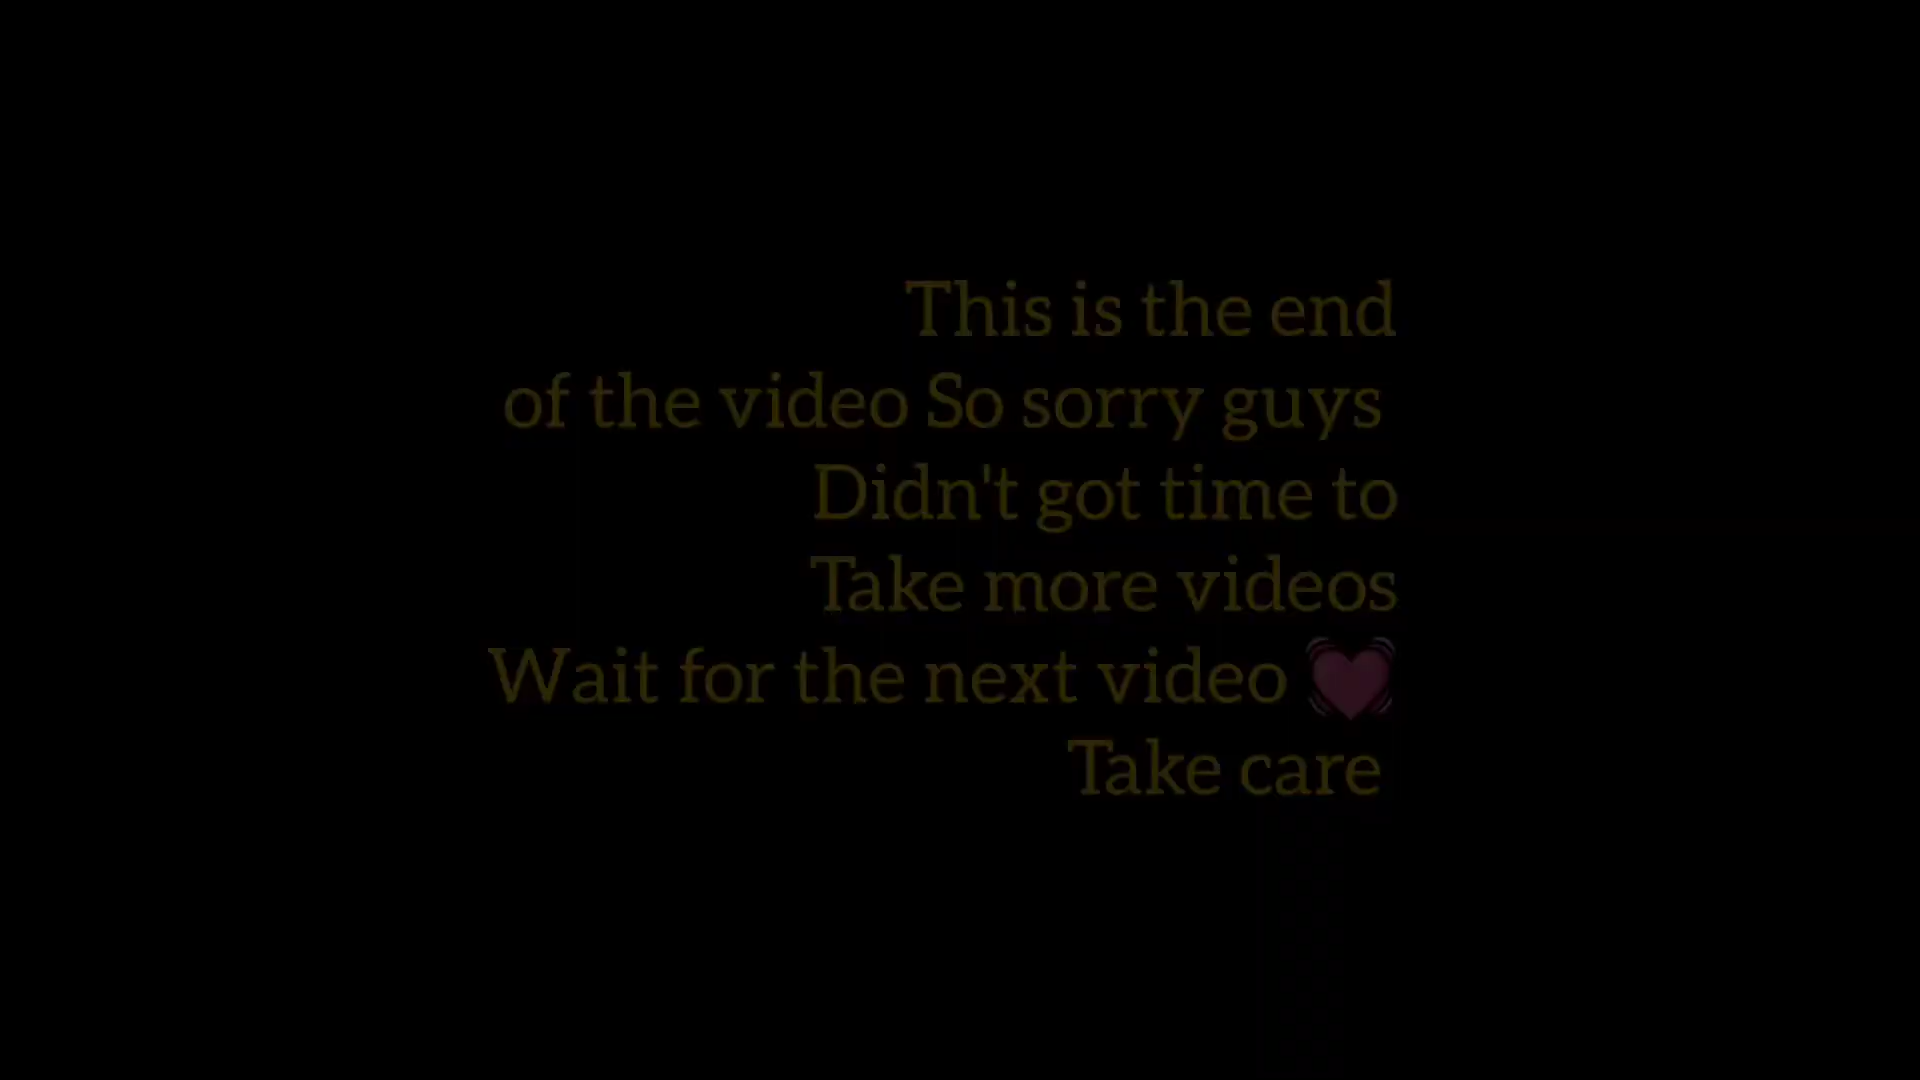 This is the end
of the video So sorry guys
Didn't got time to
Take more videos
Wait for the next video 💓
Take care